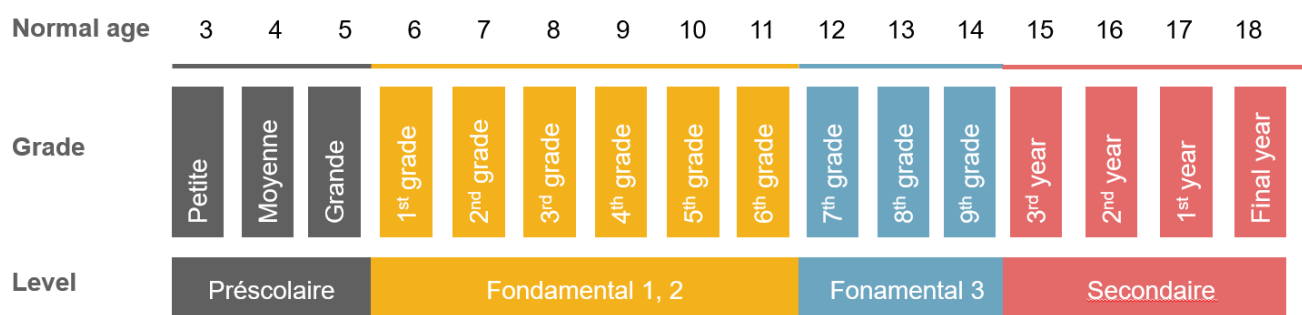 Normal age 3 4 5 6 7 8 9 10 11 12 13 14 15 16 17 18
Grade Petite Moyenne Grande 1st grade 2nd grade 3rd grade 4th grade 5th grade 6th grade 7th grade 8th grade 9th grade 3rd year 2nd year 1st year Final year
Level Préscolaire Fondamental 1, 2 Fonamental 3 Secondaire